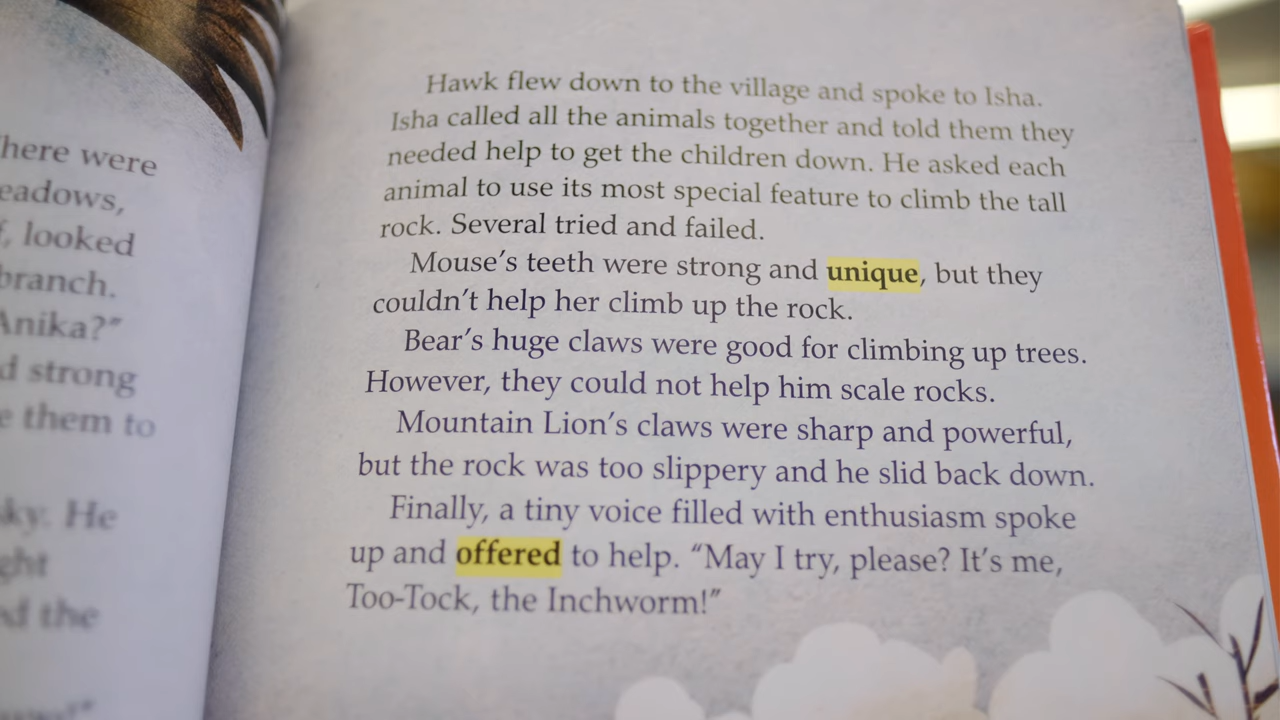 here were
eadows,
looked
branch.
Anika?”
d strong
e them to
ky. He
ght
d the
Hawk flew down to the village and spoke to Isha.
Isha called all the animals together and told them they
needed help to get the children down. He asked each
animal to use its most special feature to climb the tall
rock. Several tried and failed.
Mouse’s teeth were strong and unique, but they
couldn’t help her climb up the rock.
Bear’s huge claws were good for climbing up trees.
However, they could not help him scale rocks.
Mountain Lion’s claws were sharp and powerful,
but the rock was too slippery and he slid back down.
Finally, a tiny voice filled with enthusiasm spoke
up and offered to help. “May I try, please? It’s me,
Too-Tock, the Inchworm!”